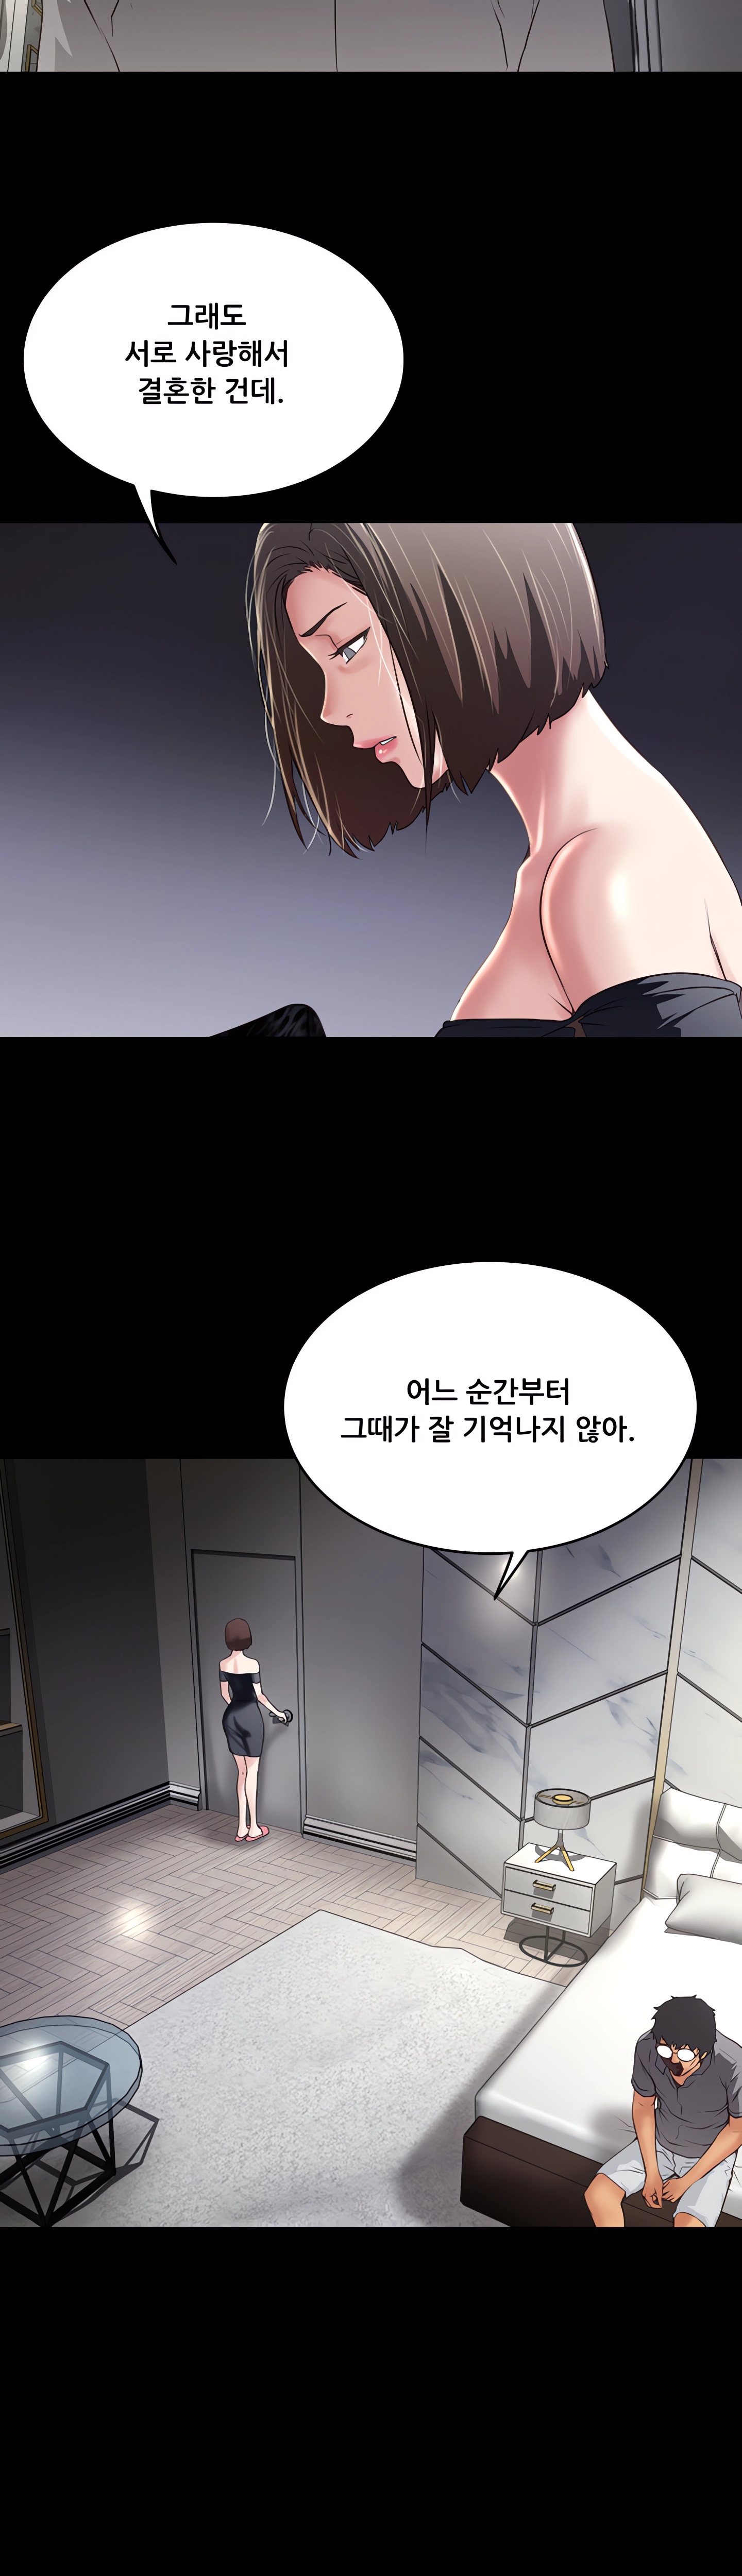 그래도
서로 사랑해서
결혼한 건데.
어느 순간부터
그때가 잘 기억나지 않아.